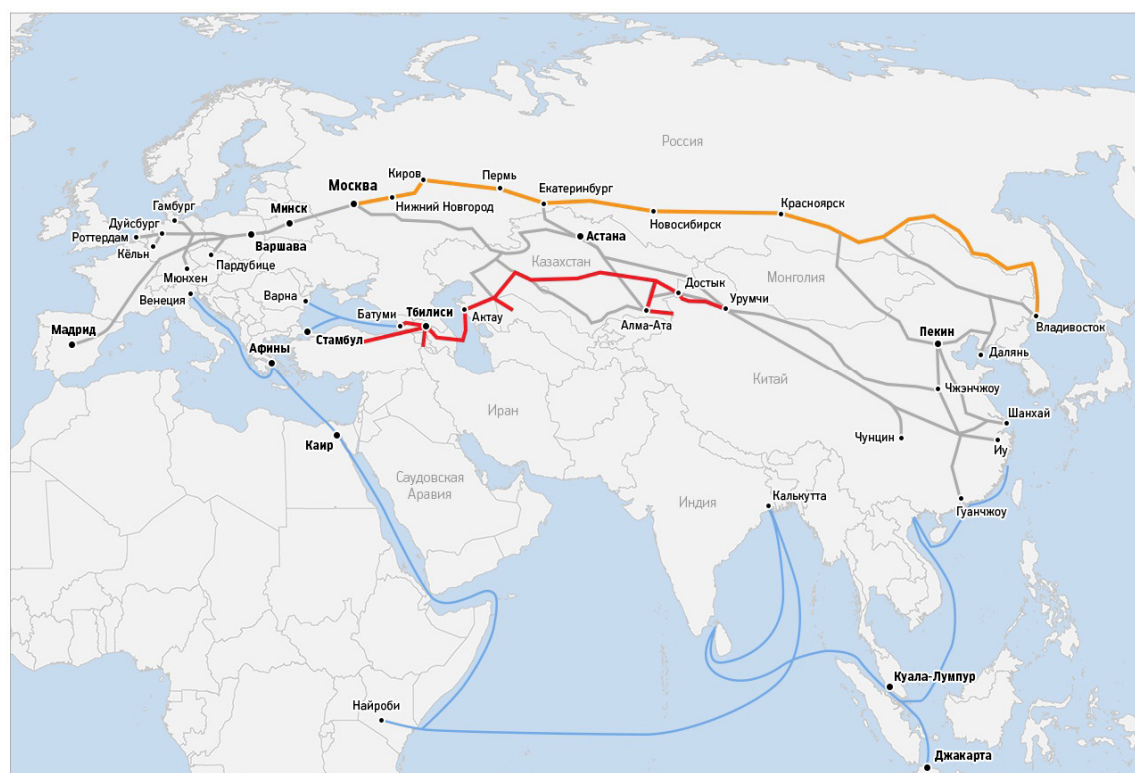 Россия
Киров
Пермь
Москва
Екатеринбург
Красноярск
Гамбург
Минск
Нижний Новгород
Новосибирск
Дуйсбург
Роттердам
Варшава
Астана
Кёльн
Казахстан
Пардубице
Монголия
Мюнхен
Достык
Венеция
Варна
Урумчи
Тбилиси
Батуми
Актау
Алма-Ата
Владивосток
Мадрид
Стамбул
Пекин
Афины
Далянь
Китай
Чжэнчжоу
Иран
Шанхай
Каир
Чунцин
Иу
Саудовская
Аравия
Индия
Калькутта
Гуанчжоу
Куала-Лумпур
Найроби
Джакарта